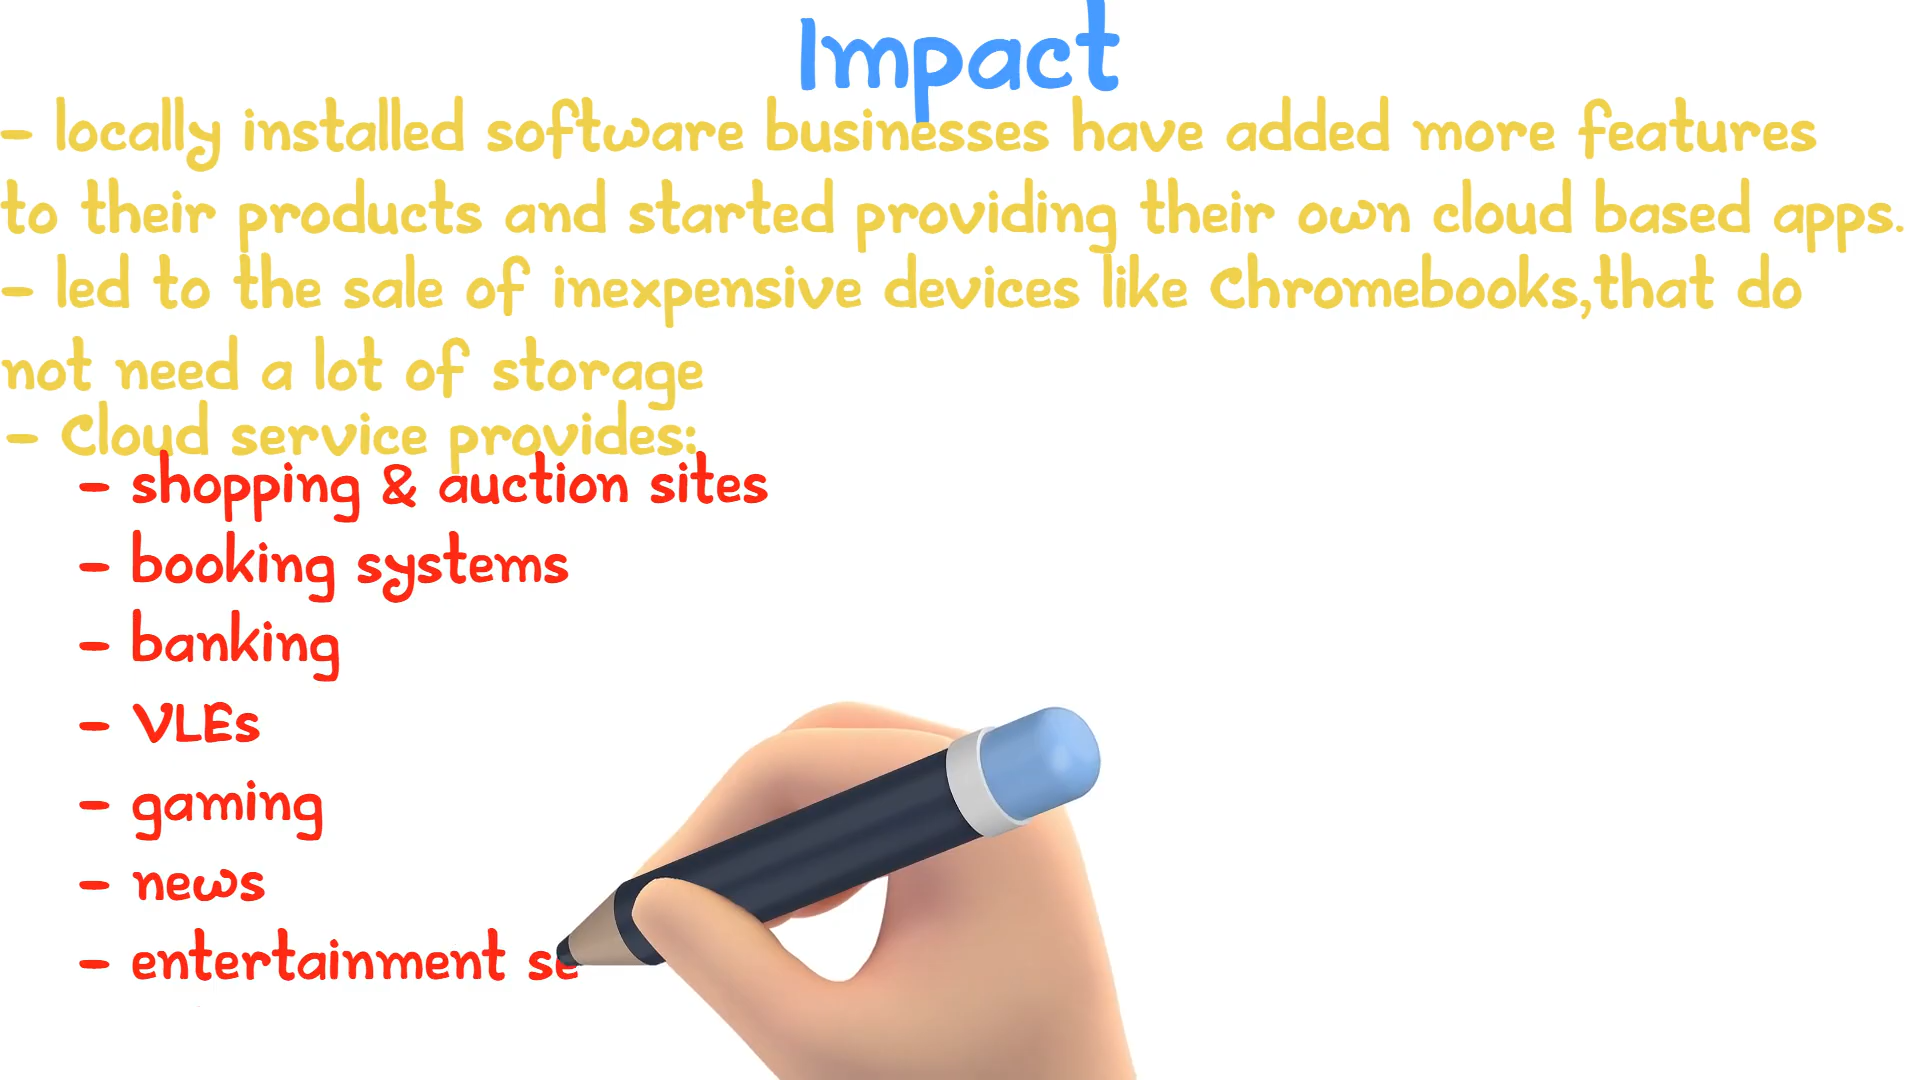 Impact
- locally installed software businesses have added more features
to their products and started providing their own cloud based apps.
- led to the sale of inexpensive devices like Chromebooks,that do
not need a lot of storage
- Cloud service provides:
- shopping & auction sites
- booking systems
- banking
- VLEs
- gaming
- news
- entertainment se